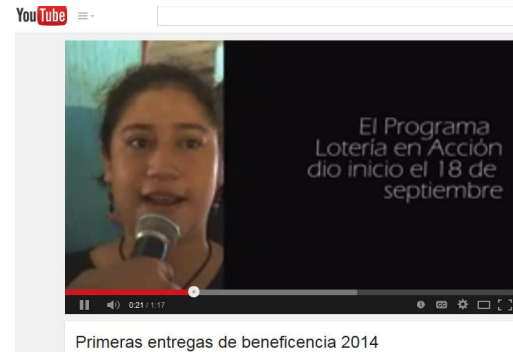 YouTube
El Programa
Lotería en Acción
dio inicio el 18 de
septiembre
0:21 / 1:17
CC
Primeras entregas de beneficencia 2014